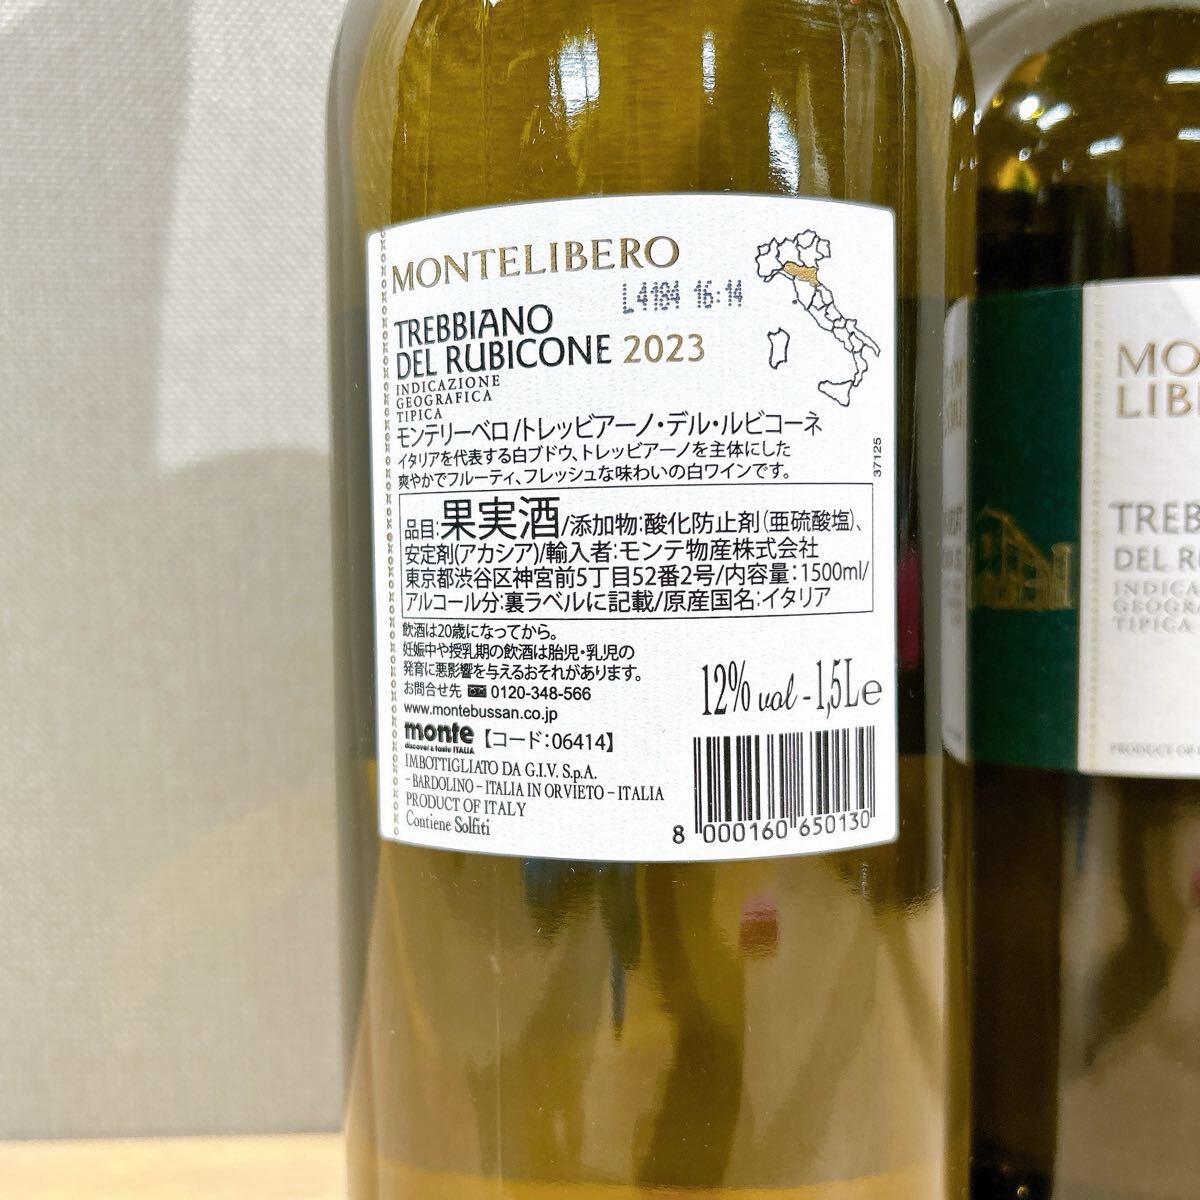 MONTELIBERO
L4184 16:14
TREBBIANO
DEL RUBICONE 2023
INDICAZIONE
GEOGRAFICA
TIPICA
モンテリーベロ/トレッビアーノ・デル・ルビコーネ
イタリアを代表する白ブドウ、トレッビアーノを主体にした
爽やかでフルーティ、フレッシュな味わいの白ワインです。
37125
品目:果実酒/添加物:酸化防止剤(亜硫酸塩)、
安定剤(アカシア)/輸入者:モンテ物産株式会社
東京都渋谷区神宮前5丁目52番2号/内容量:1500ml/
アルコール分:裏ラベルに記載/原産国名:イタリア
飲酒は20歳になってから。
妊娠中や授乳期の飲酒は胎児・乳児の
発育に悪影響を与えるおそれがあります。
お問合せ先 0120-348-566
www.montebussan.co.jp
monte
discover & taste ITALIA
【コード:06414】
12% vol - 1,5L e
IMBOTTIGLIATO DA G.I.V. S.p.A.
- BARDOLINO - ITALIA IN ORVIETO - ITALIA
PRODUCT OF ITALY
Contiene Solfiti
8 000160 650130
MO
LIB
TREB
DEL R
INDICA
GEOGR
TIPICA
PRODUCT OF I